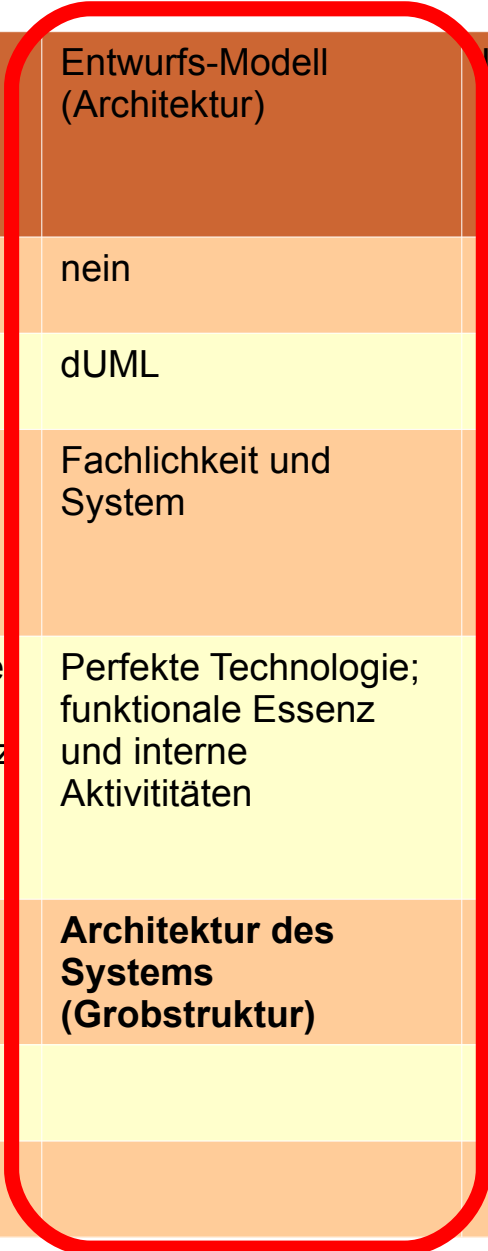 Entwurfs-Modell
(Architektur)
nein
dUML
Fachlichkeit und
System
Perfekte Technologie;
funktionale Essenz
und interne
Aktivititäten
Architektur des
Systems
(Grobstruktur)